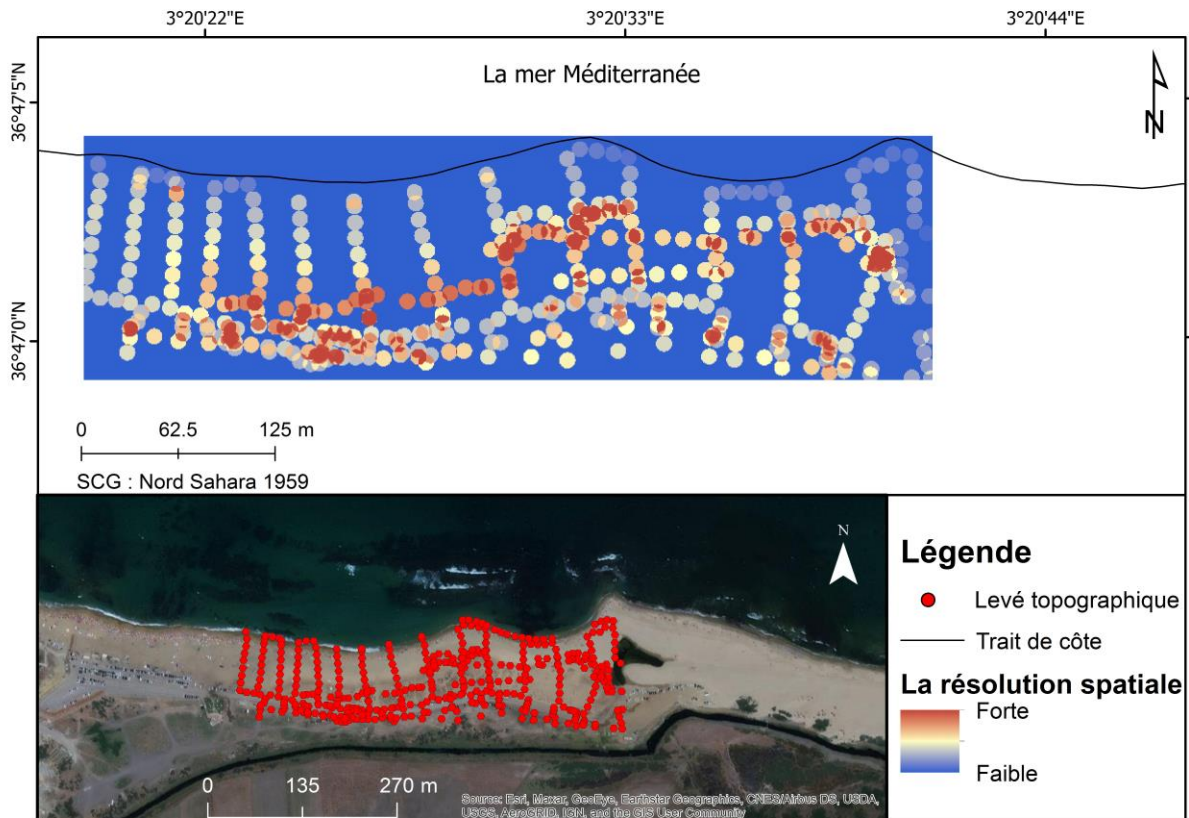 3°20'22"E
3°20'33"E
3°20'44"E
36°47'5"N
La mer Méditerranée
N
36°47'0"N
0 62.5 125 m
SCG : Nord Sahara 1959
N
0 135 270 m
Source: Esri, Maxar, GeoEye, Earthstar Geographics, CNES/Airbus DS, USDA,
USGS, AeroGRID, IGN, and the GIS User Community
Légende
Levé topographique
Trait de côte
La résolution spatiale
Forte
Faible